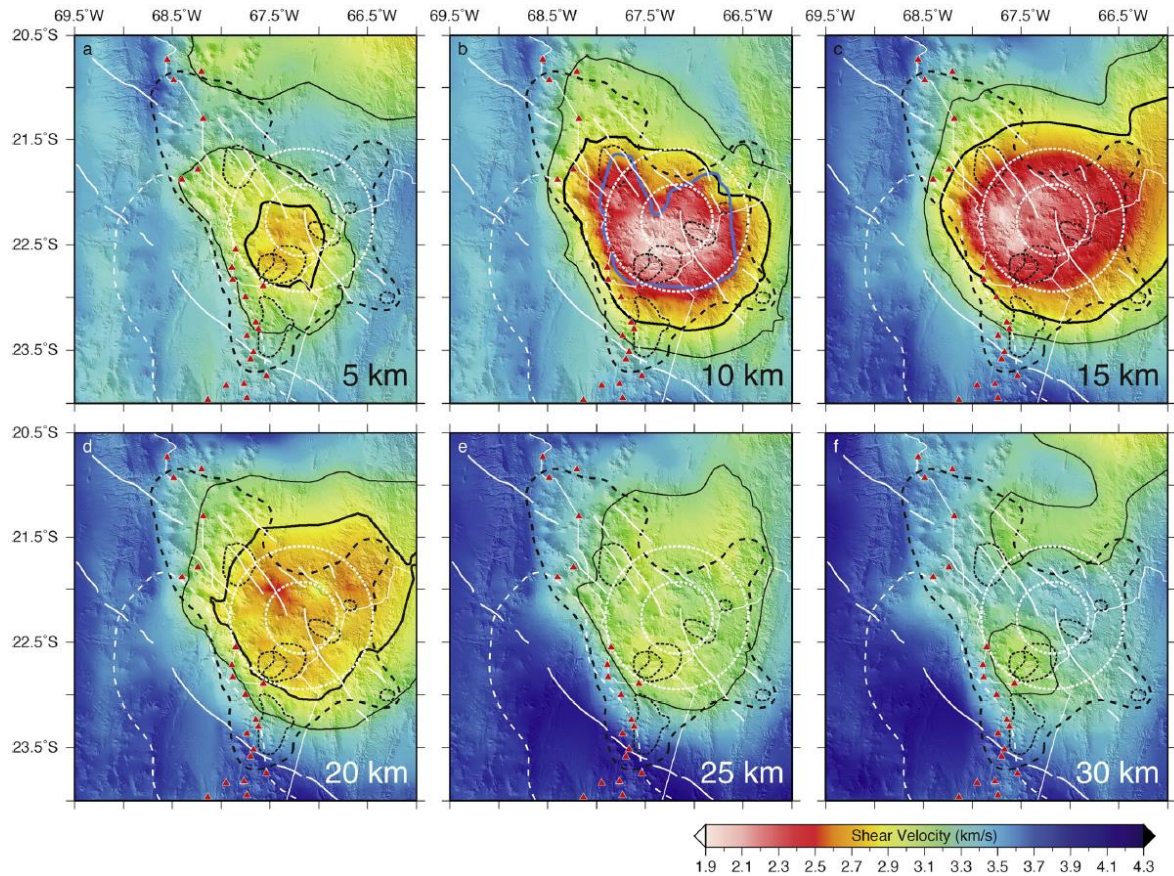 69.5˚W 68.5˚W 67.5˚W 66.5˚W 69.5˚W 68.5˚W 67.5˚W 66.5˚W 69.5˚W 68.5˚W 67.5˚W 66.5˚W
20.5˚S
a
b
c
21.5˚S
22.5˚S
23.5˚S
5 km
10 km
15 km
20.5˚S
d
e
f
21.5˚S
22.5˚S
23.5˚S
20 km
25 km
30 km
Shear Velocity (km/s)
1.9 2.1 2.3 2.5 2.7 2.9 3.1 3.3 3.5 3.7 3.9 4.1 4.3